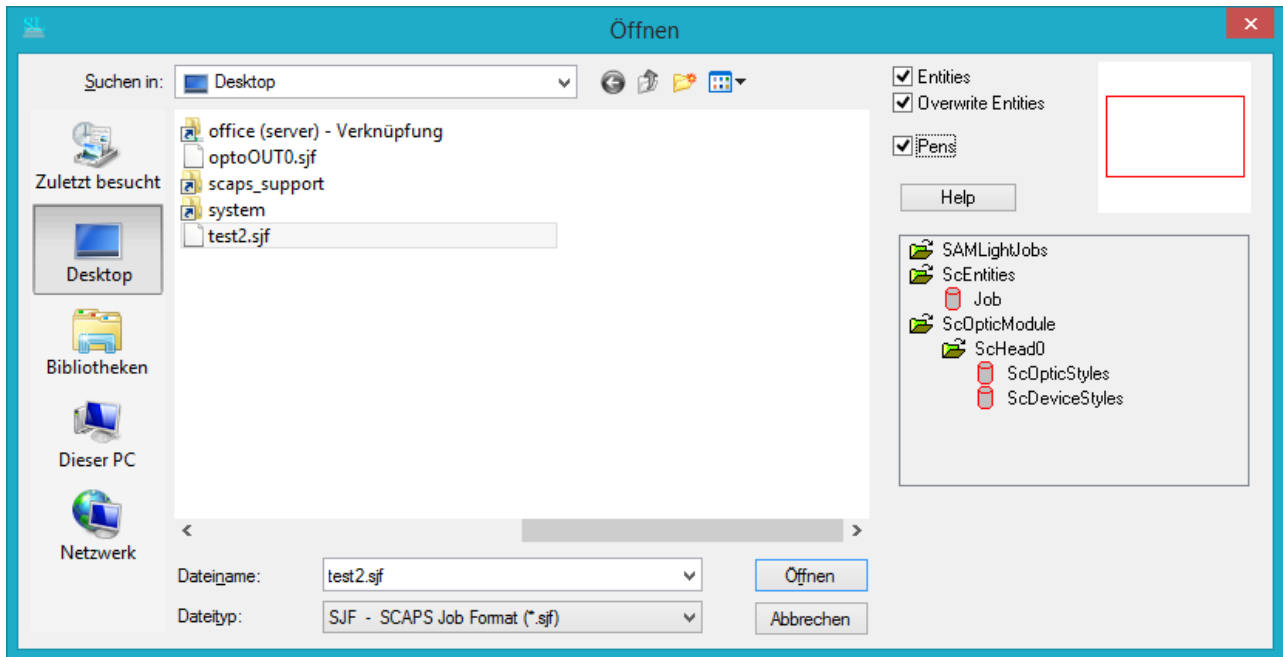 SL
Öffnen
Suchen in:
Desktop
Zuletzt besucht
Desktop
Bibliotheken
Dieser PC
Netzwerk
office (server) - Verknüpfung
optoOUT0.sjf
scaps_support
system
test2.sjf
Dateiname:
test2.sjf
Öffnen
Dateityp:
SJF - SCAPS Job Format (*.sjf)
Abbrechen
Entities
Overwrite Entities
Pens
Help
SAMLightJobs
ScEntities
Job
ScOpticModule
ScHead0
ScOpticStyles
ScDeviceStyles